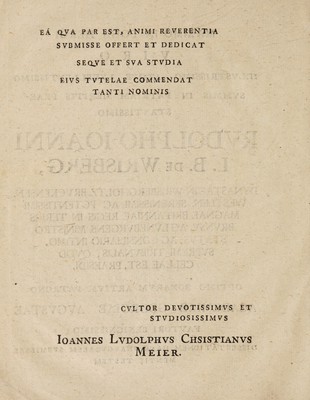 EÁ QVA PAR EST, ANIMI REVERENTIA
SVBMISSE OFFERT ET DEDICAT
SEQVE ET SVA STVDIA
EIVS TVTELAE COMMENDAT
TANTI NOMINIS
CVLTOR DEVOTISSIMVS ET
STVDIOSISSIMVS
IOANNES LVDOLPHVS CHSISTIANVS
MEIER.